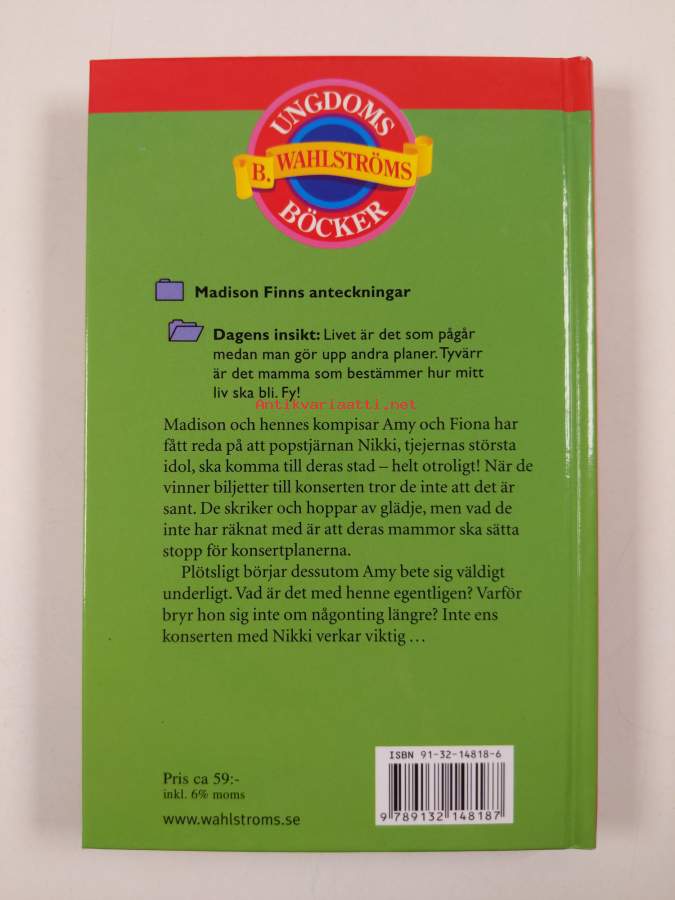 UNGDOMS
B. WAHLSTRÖMS
BÖCKER
Madison Finns anteckningar
Dagens insikt: Livet är det som pågår
medan man gör upp andra planer. Tyvärr
är det mamma som bestämmer hur mitt
liv ska bli. Fy!
Antikvariaatti.net
Madison och hennes kompisar Amy och Fiona har
fått reda på att popstjärnan Nikki, tjejernas största
idol, ska komma till deras stad – helt otroligt! När de
vinner biljetter till konserten tror de inte att det är
sant. De skriker och hoppar av glädje, men vad de
inte har räknat med är att deras mammor ska sätta
stopp för konsertplanerna.
Plötsligt börjar dessutom Amy bete sig väldigt
underligt. Vad är det med henne egentligen? Varför
bryr hon sig inte om någonting längre? Inte ens
konserten med Nikki verkar viktig …
Pris ca 59:-
inkl. 6% moms
www.wahlstroms.se
ISBN 91-32-14818-6
9 789132 148187